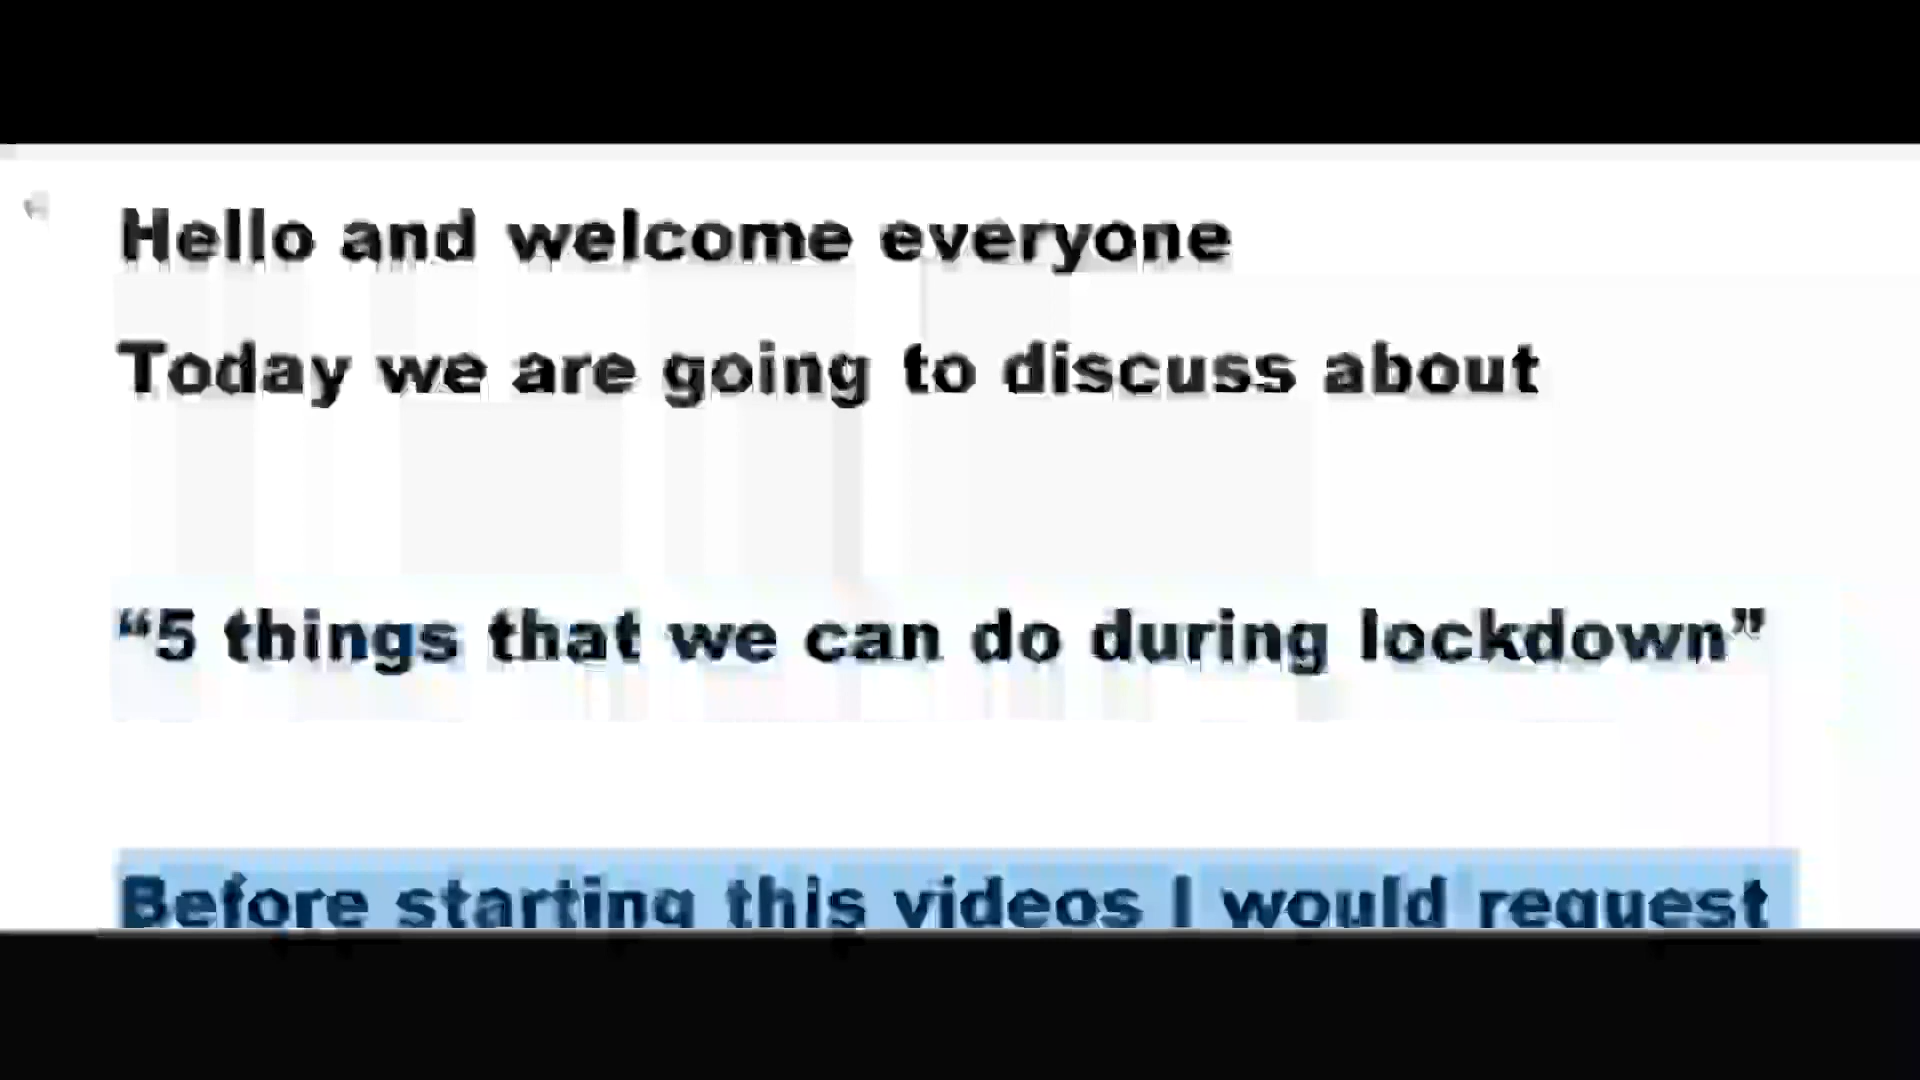 Hello and welcome everyone
Today we are going to discuss about
“5 things that we can do during lockdown”
Before starting this videos I would request